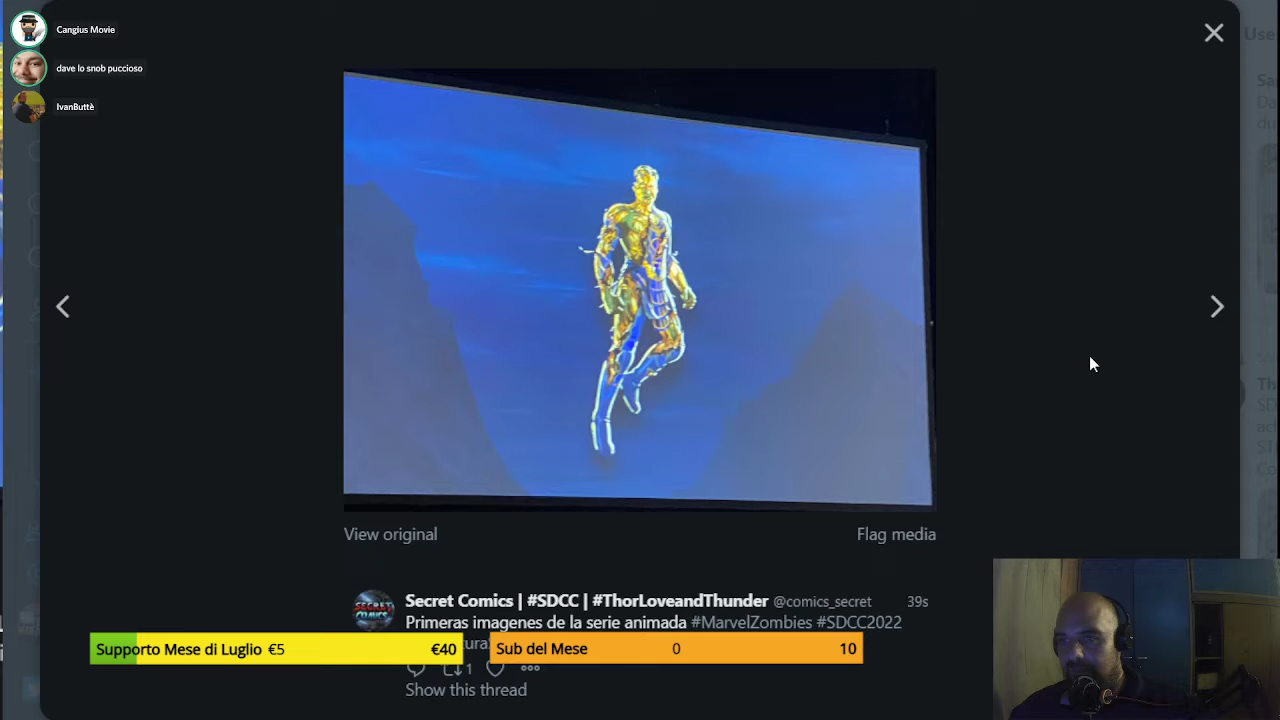 Cangius Movie
dave lo snob puccioso
IvanButtè
View original
Flag media
SECRET COMICS
Secret Comics | #SDCC | #ThorLoveandThunder @comics_secret 39s
Primeras imagenes de la serie animada #MarvelZombies #SDCC2022
Supporto Mese di Luglio €5 €40
Sub del Mese 0 10
1
Show this thread